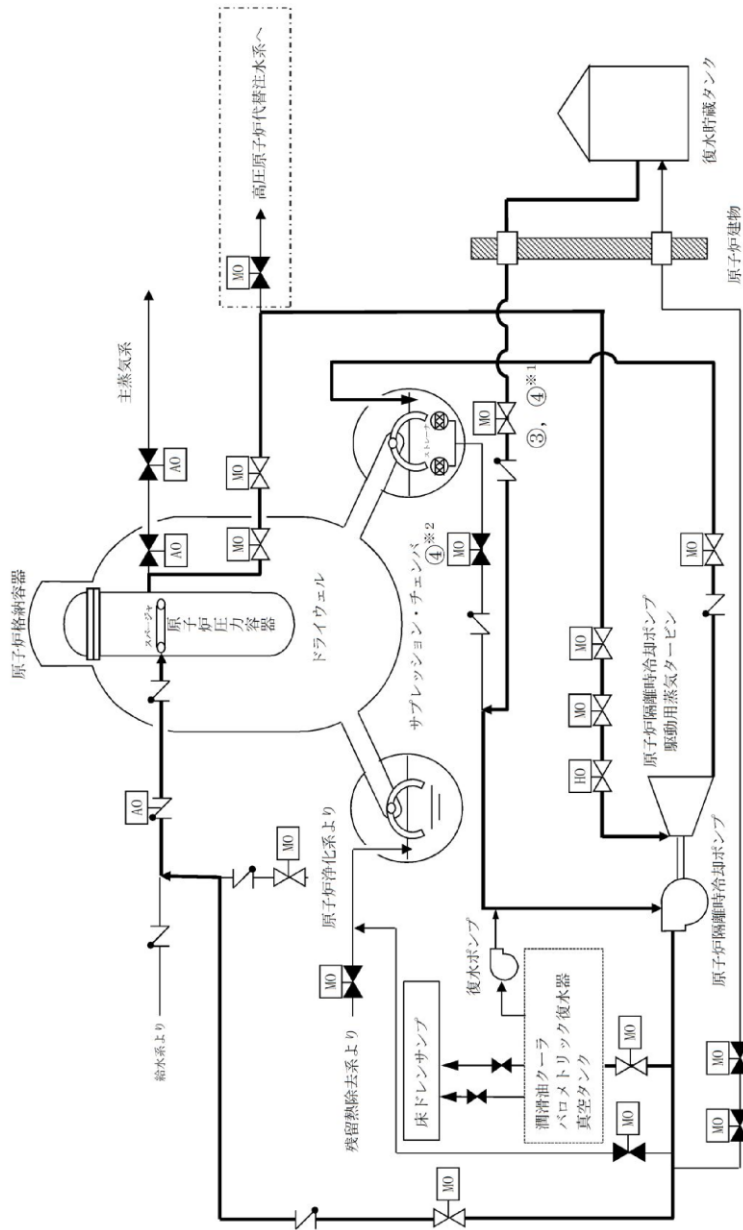 原子炉格納容器
主蒸気系
AO
AO
MO
高圧原子炉代替注水系へ
MO
MO
スパージャ
原子炉
圧力容器
ドライウェル
サプレッション・チェンバ
ストレーナ
復水貯蔵タンク
原子炉建物
MO
③, ④※1
④※2
MO
AO
給水系より
MO
原子炉浄化系より
MO
残留熱除去系より
復水ポンプ
床ドレンサンプ
潤滑油クーラ
バロメトリック復水器
真空タンク
MO
MO
MO
HO
MO
MO
MO
原子炉隔離時冷却ポンプ
駆動用蒸気タービン
原子炉隔離時冷却ポンプ
MO
MO